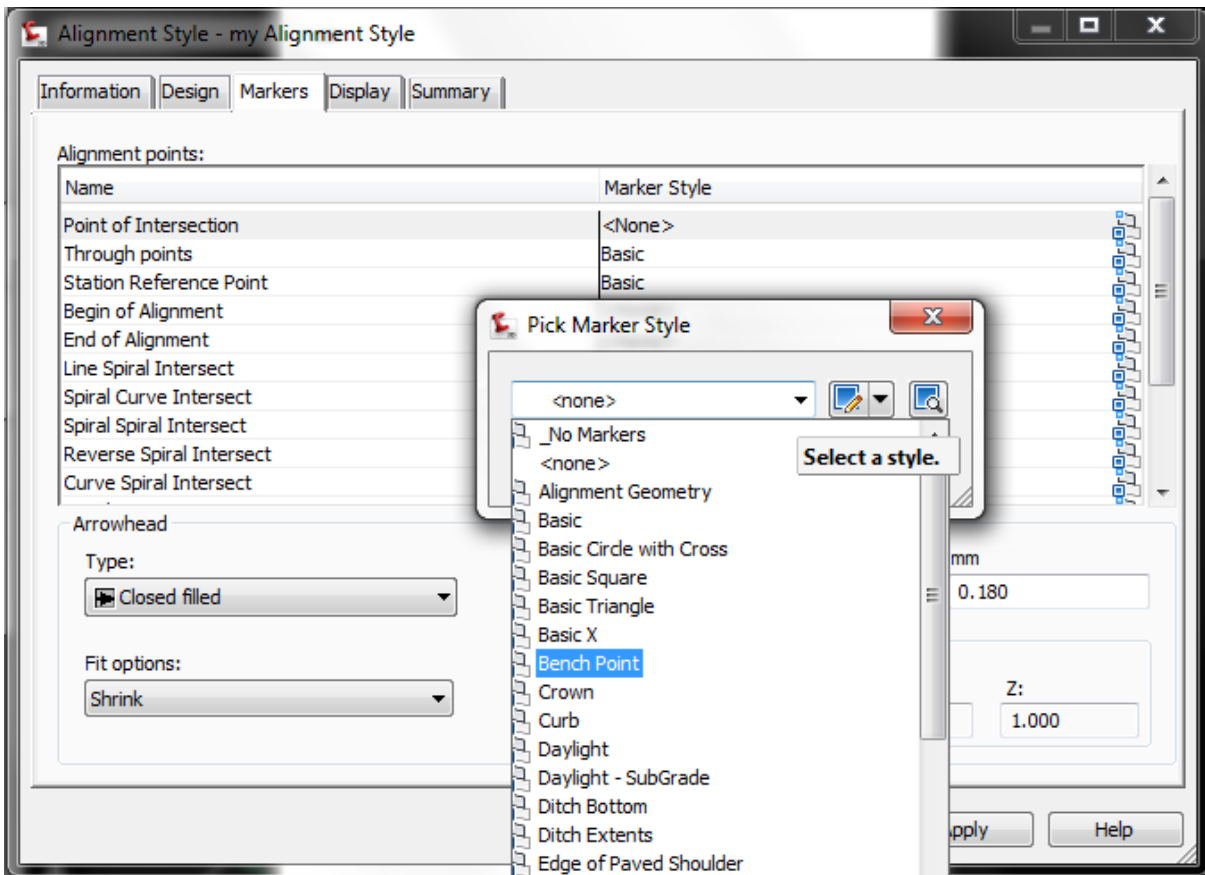 Alignment Style - my Alignment Style
Information Design Markers Display Summary
Alignment points:
Name Marker Style
Point of Intersection <None>
Through points Basic
Station Reference Point Basic
Begin of Alignment
End of Alignment
Line Spiral Intersect
Spiral Curve Intersect
Spiral Spiral Intersect
Reverse Spiral Intersect
Curve Spiral Intersect
Pick Marker Style
<none>
Select a style.
_No Markers
<none>
Alignment Geometry
Basic
Basic Circle with Cross
Basic Square
Basic Triangle
Basic X
Bench Point
Crown
Curb
Daylight
Daylight - SubGrade
Ditch Bottom
Ditch Extents
Edge of Paved Shoulder
Arrowhead
Type:
Closed filled
Fit options:
Shrink
mm
0.180
Z:
1.000
Help